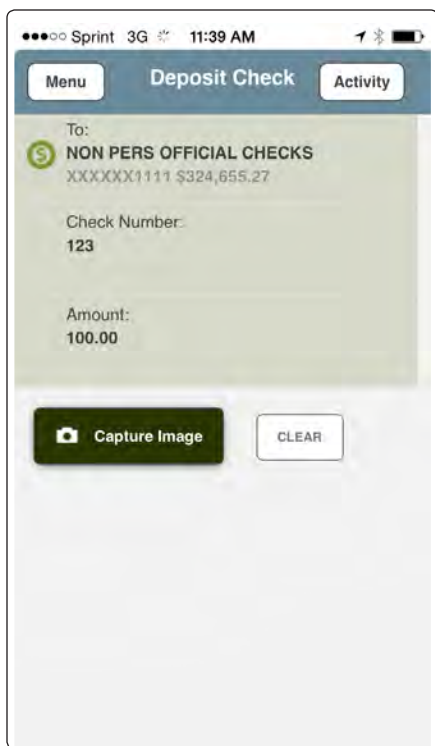 ●●●○○ Sprint 3G 11:39 AM
Menu Deposit Check Activity
To:
NON PERS OFFICIAL CHECKS
XXXXXX1111 $324,655.27
Check Number:
123
Amount:
100.00
Capture Image CLEAR